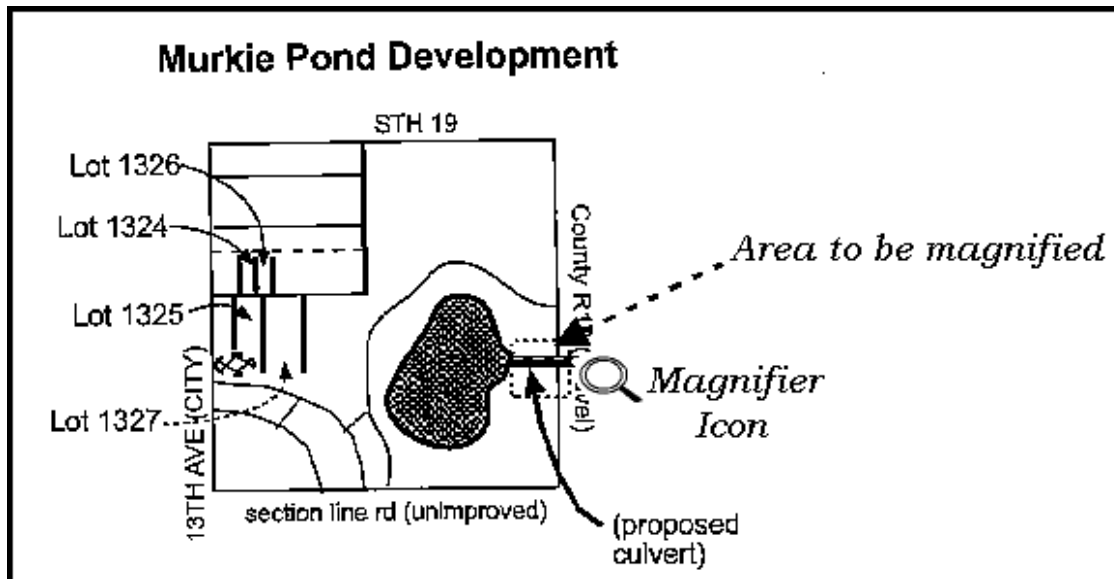 Murkie Pond Development
STH 19
Lot 1326
Lot 1324
Lot 1325
Lot 1327
13TH AVE (CITY)
County
Area to be magnified
Magnifier
Icon
section line rd (unimproved)
(proposed
culvert)